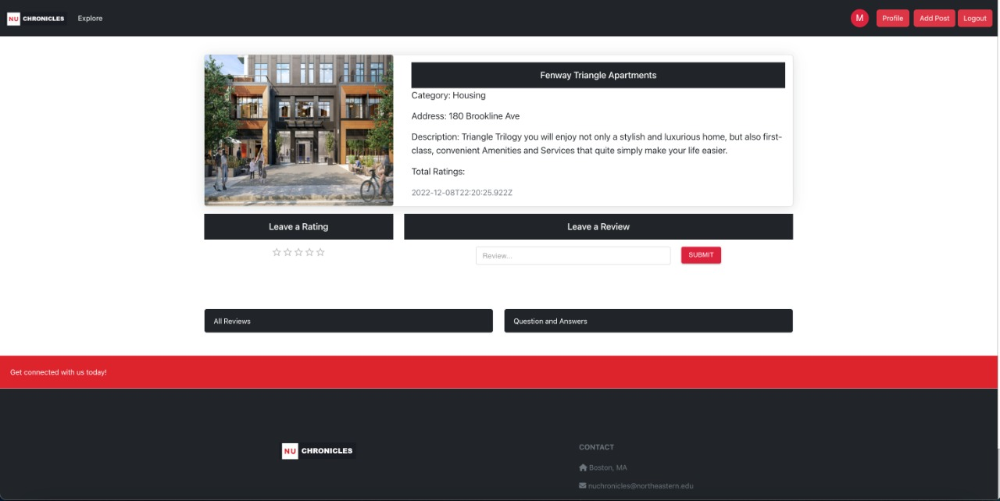 NU CHRONICLES Explore M Profile Add Post Logout
Fenway Triangle Apartments
Category: Housing
Address: 180 Brookline Ave
Description: Triangle Trilogy you will enjoy not only a stylish and luxurious home, but also first-
class, convenient Amenities and Services that quite simply make your life easier.
Total Ratings:
2022-12-08T22:20:25.922Z
Leave a Rating
Leave a Review
Review...
SUBMIT
All Reviews
Question and Answers
Get connected with us today!
NU CHRONICLES
CONTACT
Boston, MA
nuchronicles@northeastern.edu